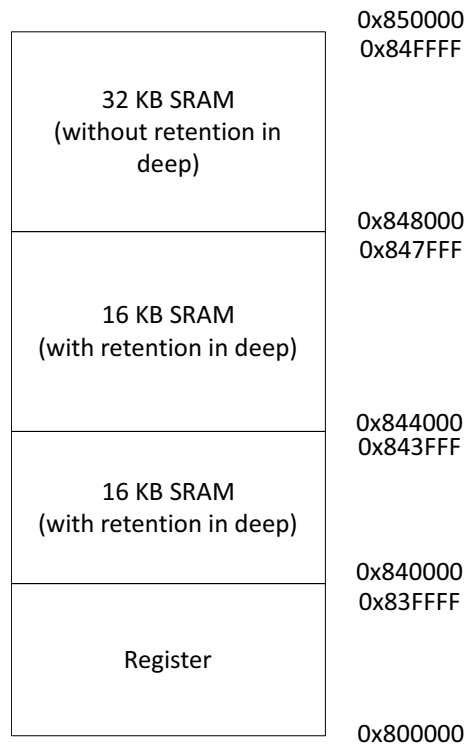 0x850000
0x84FFFF
32 KB SRAM
(without retention in
deep)
0x848000
0x847FFF
16 KB SRAM
(with retention in deep)
0x844000
0x843FFF
16 KB SRAM
(with retention in deep)
0x840000
0x83FFFF
Register
0x800000